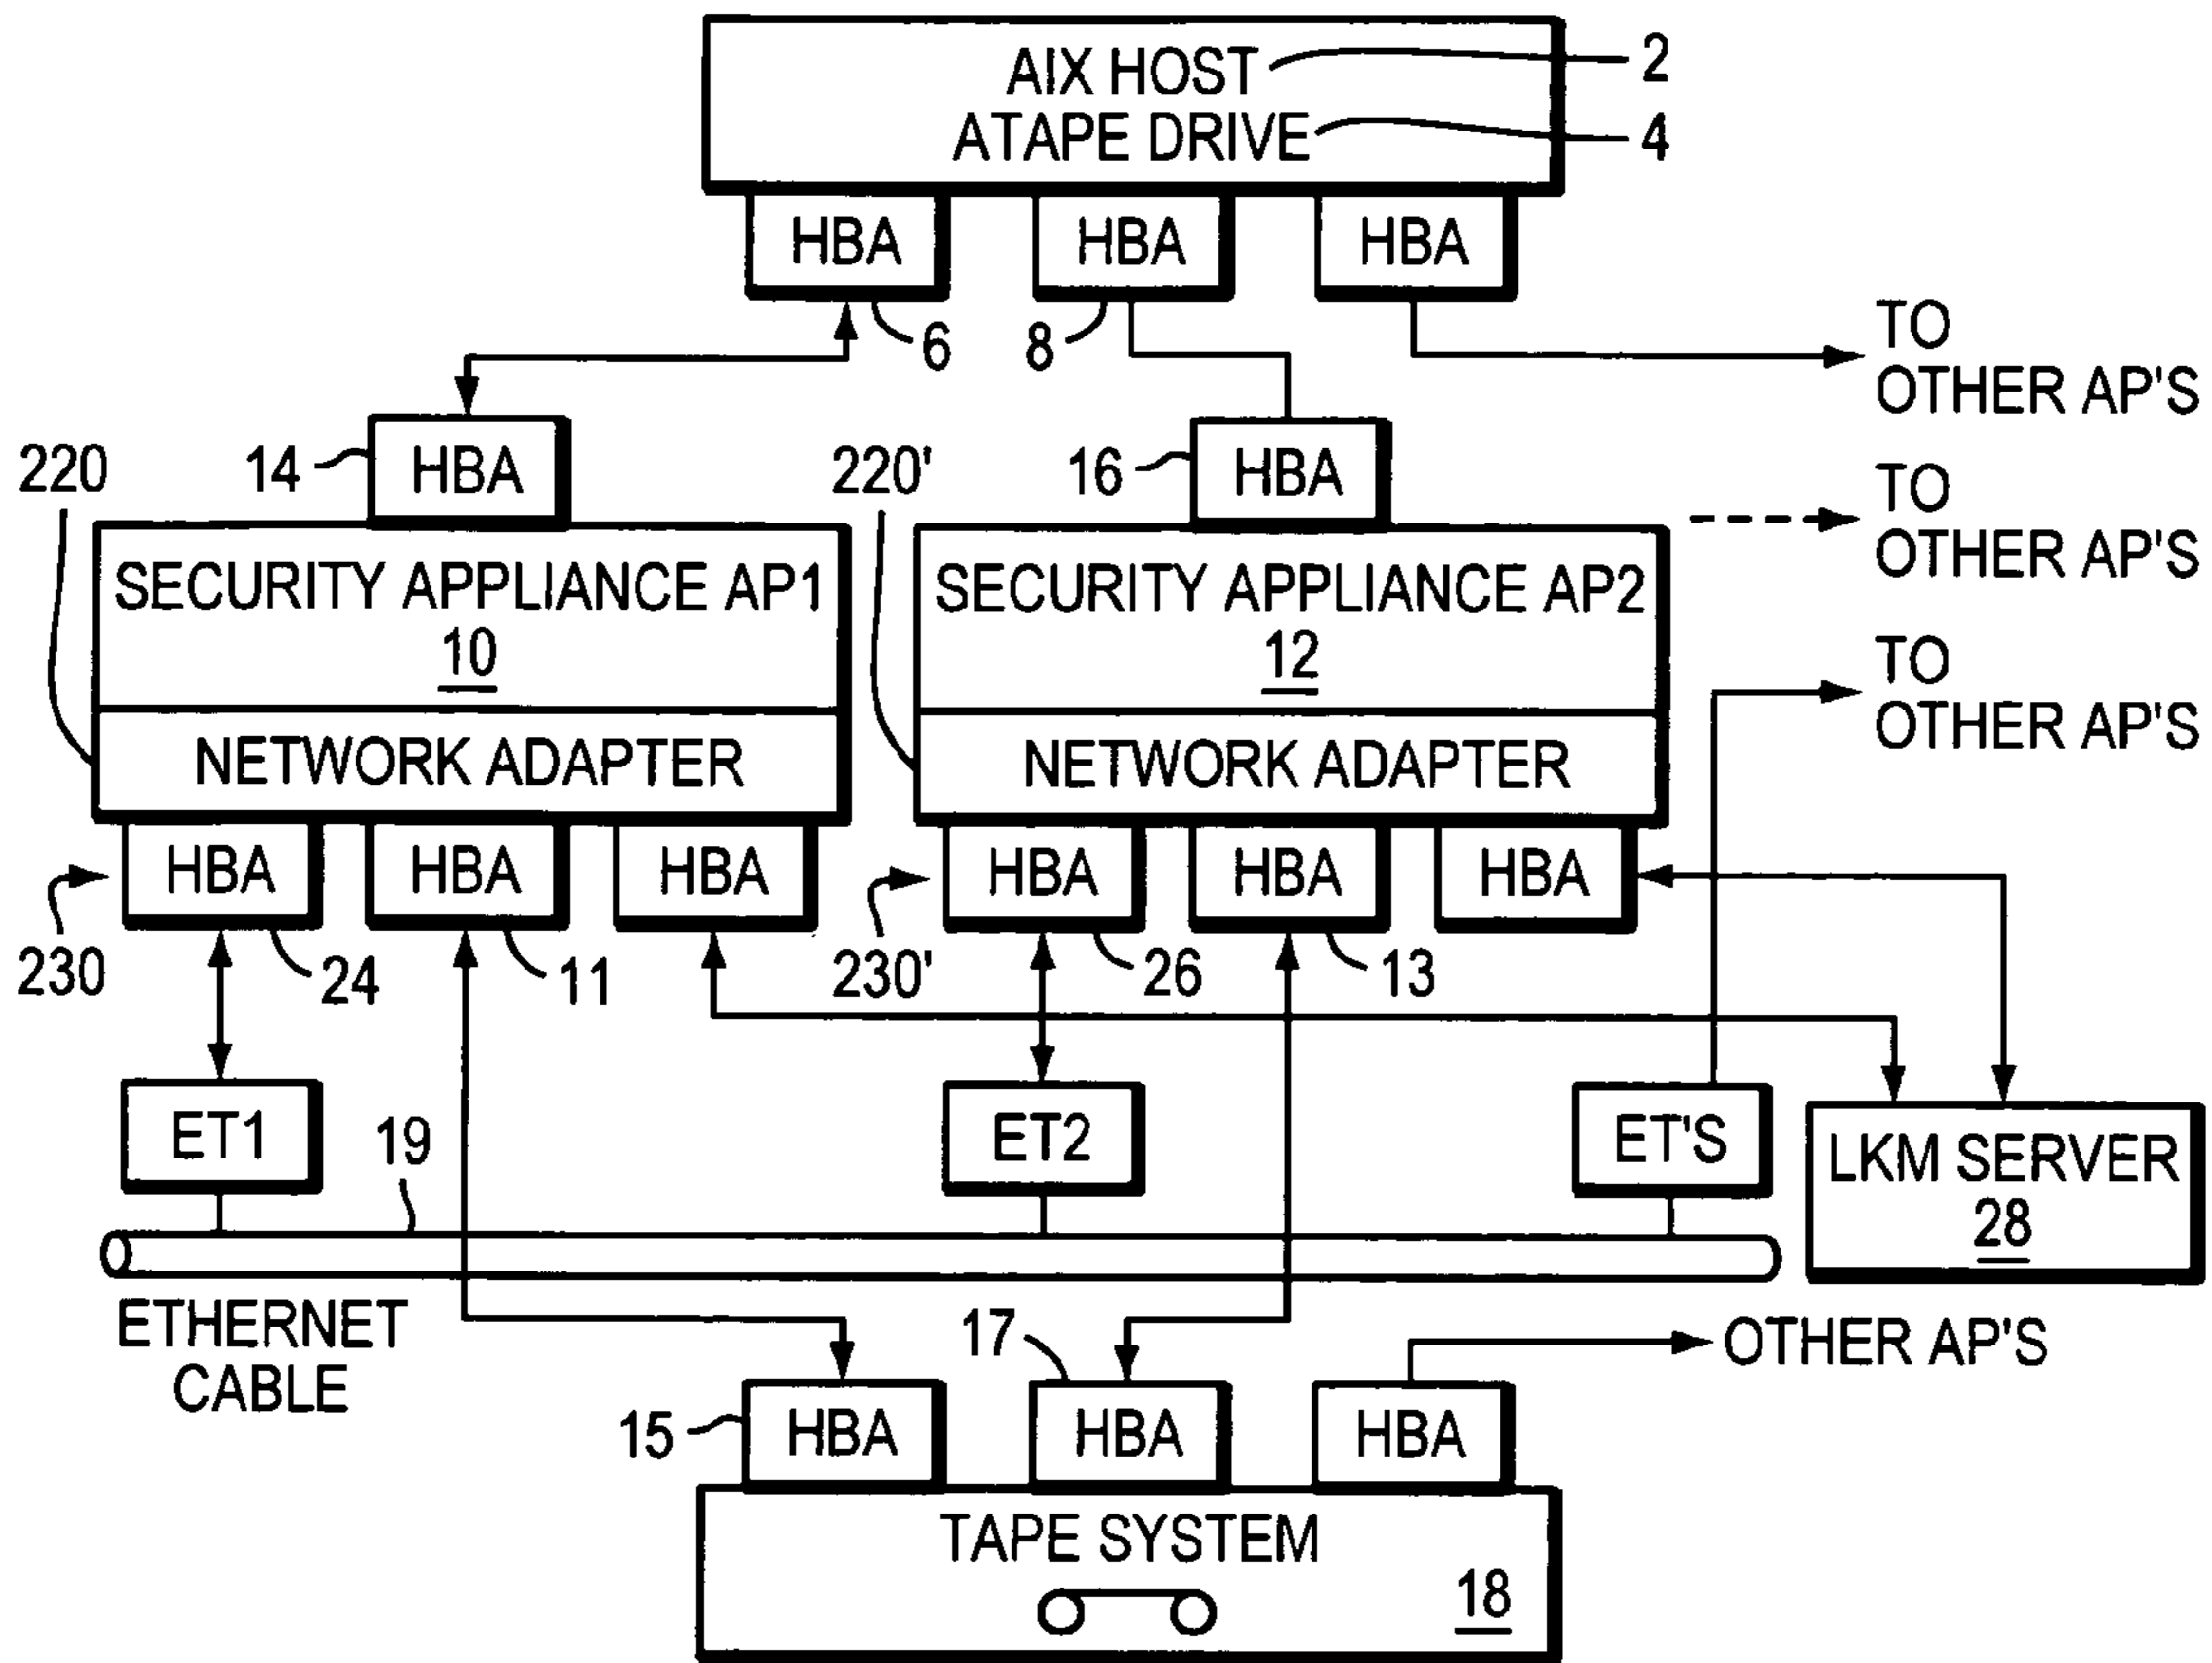 AIX HOST
2
ATAPE DRIVE
4
HBA
HBA
HBA
6
8
TO
OTHER AP'S
220
14
HBA
220'
16
HBA
TO
OTHER AP'S
SECURITY APPLIANCE AP1
10
SECURITY APPLIANCE AP2
12
TO
OTHER AP'S
NETWORK ADAPTER
NETWORK ADAPTER
HBA
HBA
HBA
HBA
HBA
HBA
230
24
11
230'
26
13
ET1
19
ET2
ET'S
LKM SERVER
28
ETHERNET
CABLE
17
OTHER AP'S
15
HBA
HBA
HBA
TAPE SYSTEM
18